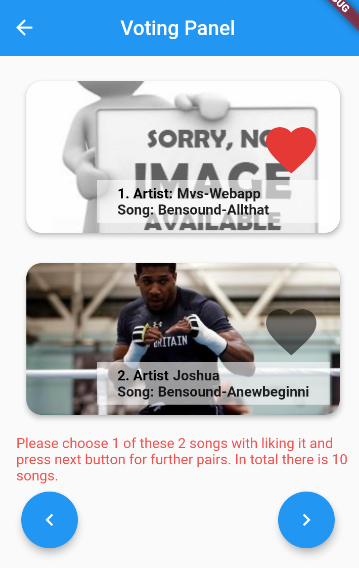 Voting Panel
SORRY, NO
IMAGE
AVAILABLE
1. Artist: Mvs-Webapp
Song: Bensound-Allthat
BRITAIN
2. Artist Joshua
Song: Bensound-Anewbeginni
Please choose 1 of these 2 songs with liking it and
press next button for further pairs. In total there is 10
songs.